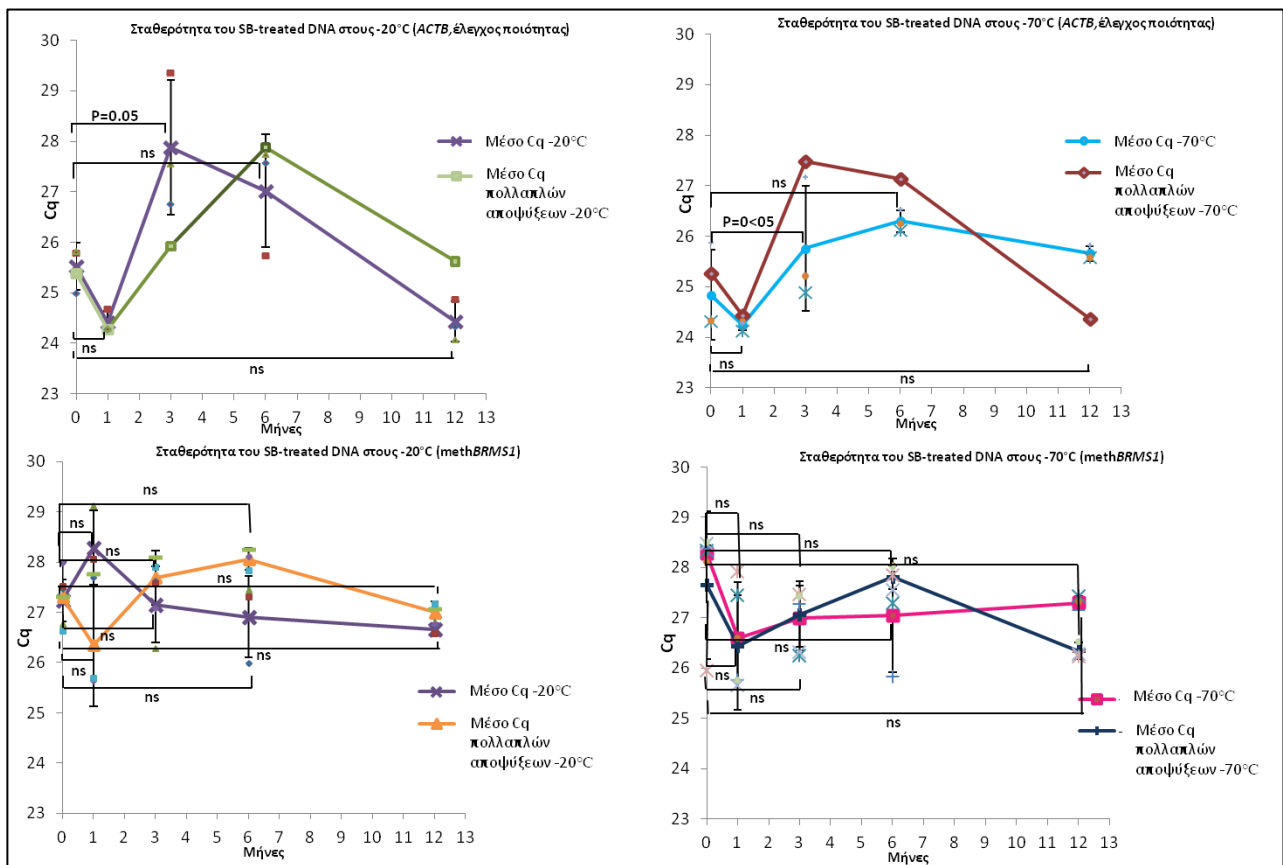 Σταθερότητα του SB-treated DNA στους -20°C (ACTB, έλεγχος ποιότητας)
30
29
28
27
26
25
24
23
Cq
P=0.05
ns
ns
ns
Μέσο Cq -20°C
Μέσο Cq
πολλαπλών
αποψύξεων -20°C
0 1 2 3 4 5 6 7 8 9 10 11 12 13
Μήνες
Σταθερότητα του SB-treated DNA στους -70°C (ACTB, έλεγχος ποιότητας)
30
29
28
27
26
25
24
23
Cq
ns
P=0<05
ns
ns
Μέσο Cq -70°C
Μέσο Cq
πολλαπλών
αποψύξεων -70°C
0 1 2 3 4 5 6 7 8 9 10 11 12 13
Μήνες
Σταθερότητα του SB-treated DNA στους -20°C (methBRMS1)
30
29
28
27
26
25
24
23
Cq
ns
ns
ns
ns
ns
ns
ns
ns
Μέσο Cq -20°C
Μέσο Cq
πολλαπλών
αποψύξεων -20°C
0 1 2 3 4 5 6 7 8 9 10 11 12 13
Μήνες
Σταθερότητα του SB-treated DNA στους -70°C (methBRMS1)
30
29
28
27
26
25
24
23
Cq
ns
ns
ns
ns
ns
ns
ns
ns
Μέσο Cq -70°C
Μέσο Cq
πολλαπλών
αποψύξεων -70°C
0 1 2 3 4 5 6 7 8 9 10 11 12 13
Μήνες